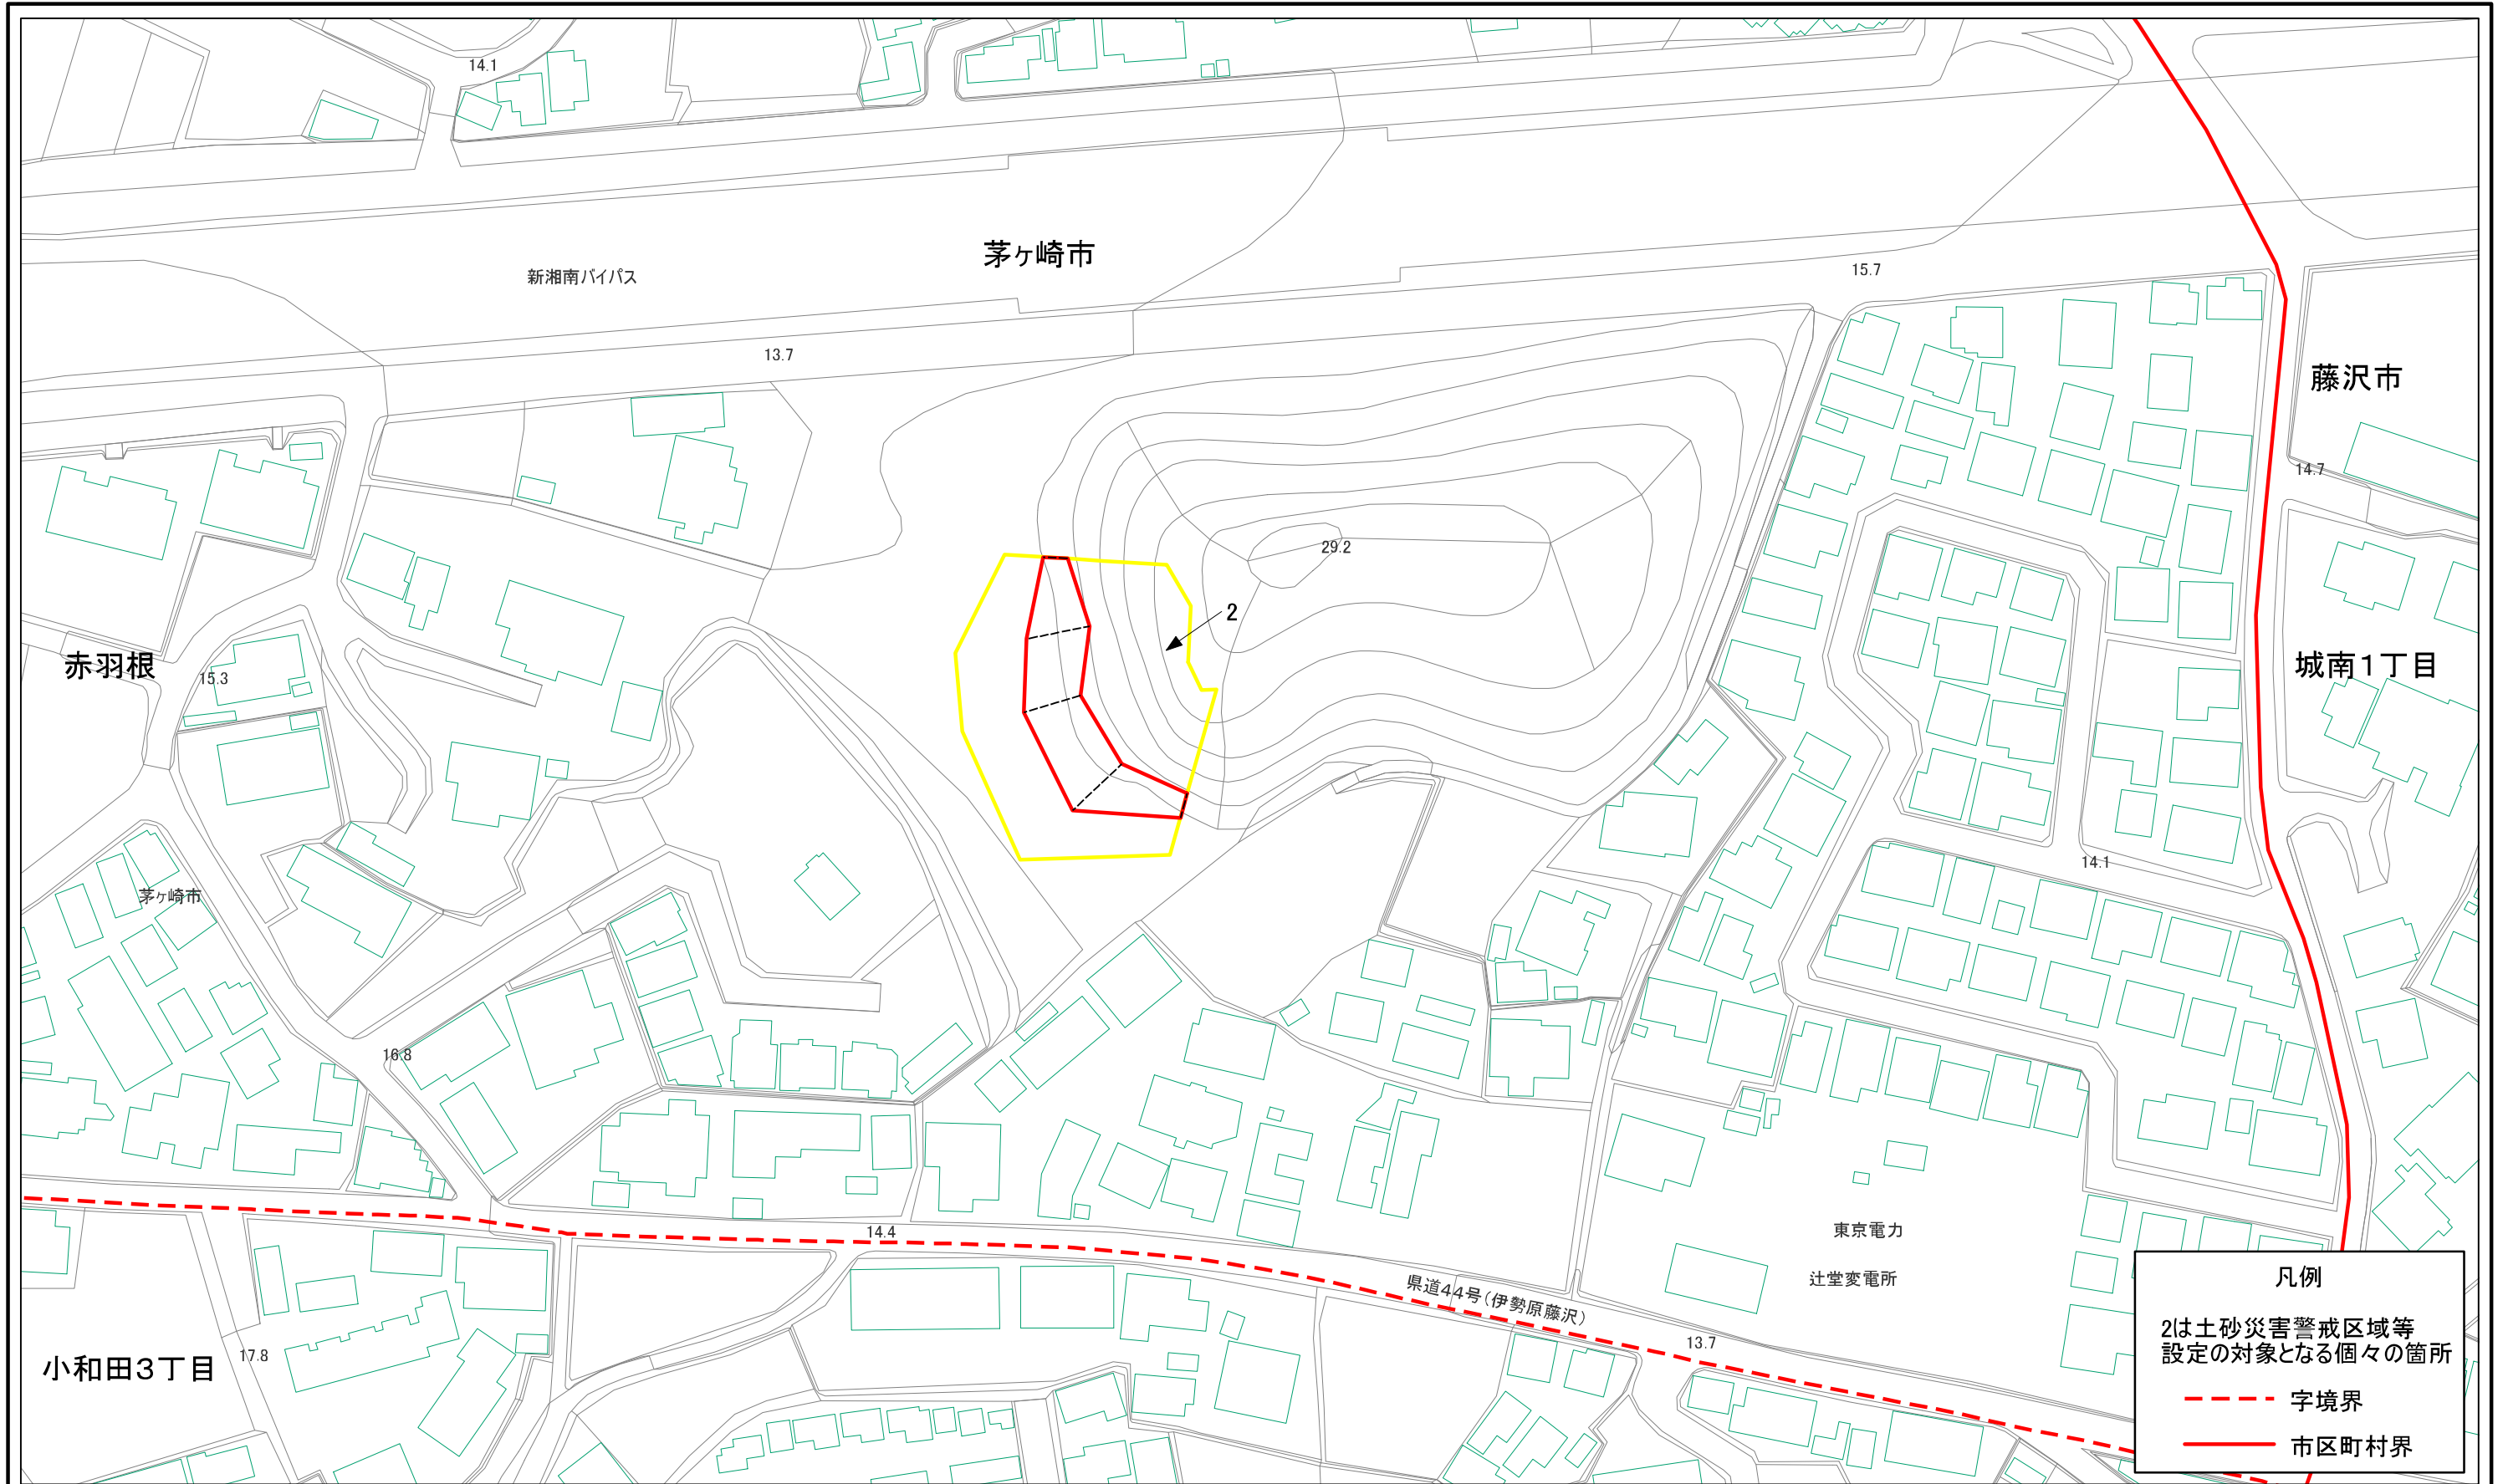 14.1
茅ヶ崎市
新湘南バイパス
15.7
13.7
藤沢市
14.7
29.2
2
赤羽根
15.3
城南1丁目
14.1
茅ヶ崎市
16.8
14.4
東京電力
辻堂変電所
県道44号(伊勢原藤沢)
13.7
17.8
小和田3丁目
凡例
2は土砂災害警戒区域等
設定の対象となる個々の箇所
字境界
市区町村界